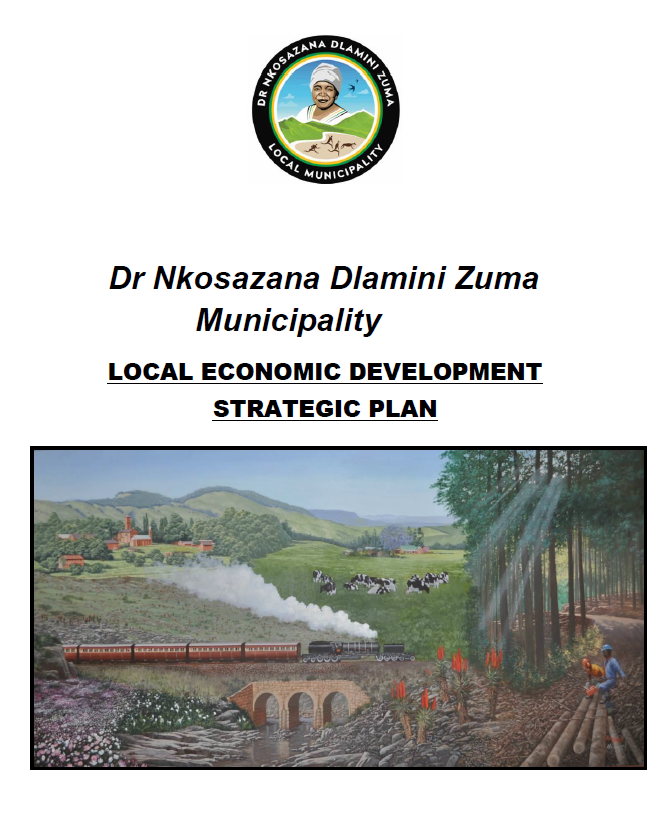 DR NKOSAZANA DLAMINI ZUMA
LOCAL MUNICIPALITY
Dr Nkosazana Dlamini Zuma
Municipality
LOCAL ECONOMIC DEVELOPMENT
STRATEGIC PLAN